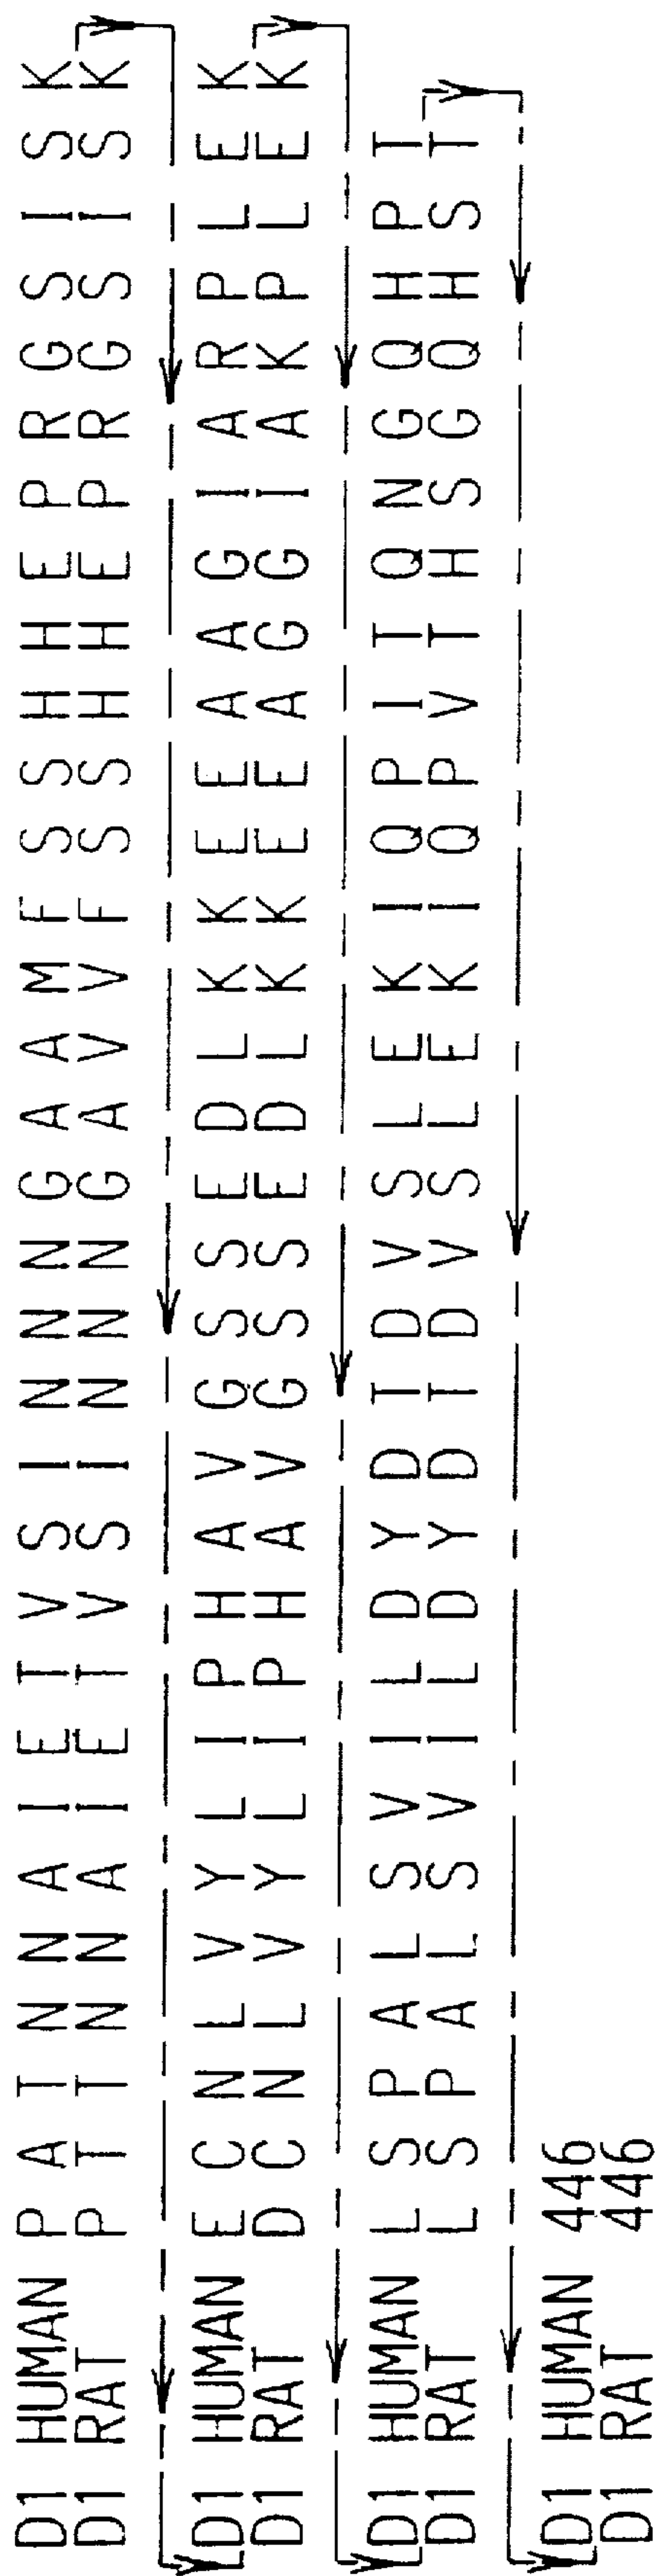 D1 HUMAN P A T N N A I E T V S I N N N G A A M F S S H H E P R G S I S K
D1 RAT P T T N N A I E T V S I N N N G A V V F S S H H E P R G S I S K
D1 HUMAN E C N L V Y L I P H A V G S S E D L K K E E A A G I A R P L E K
D1 RAT D C N L V Y L I P H A V G S S E D L K K E E A G G I A K P L E K
D1 HUMAN L S P A L S V I L D Y D T D V S L E K I Q P I T Q N G Q H P T
D1 RAT L S P A L S V I L D Y D T D V S L E K I Q P V T H S G Q H S T
D1 HUMAN 446
D1 RAT 446